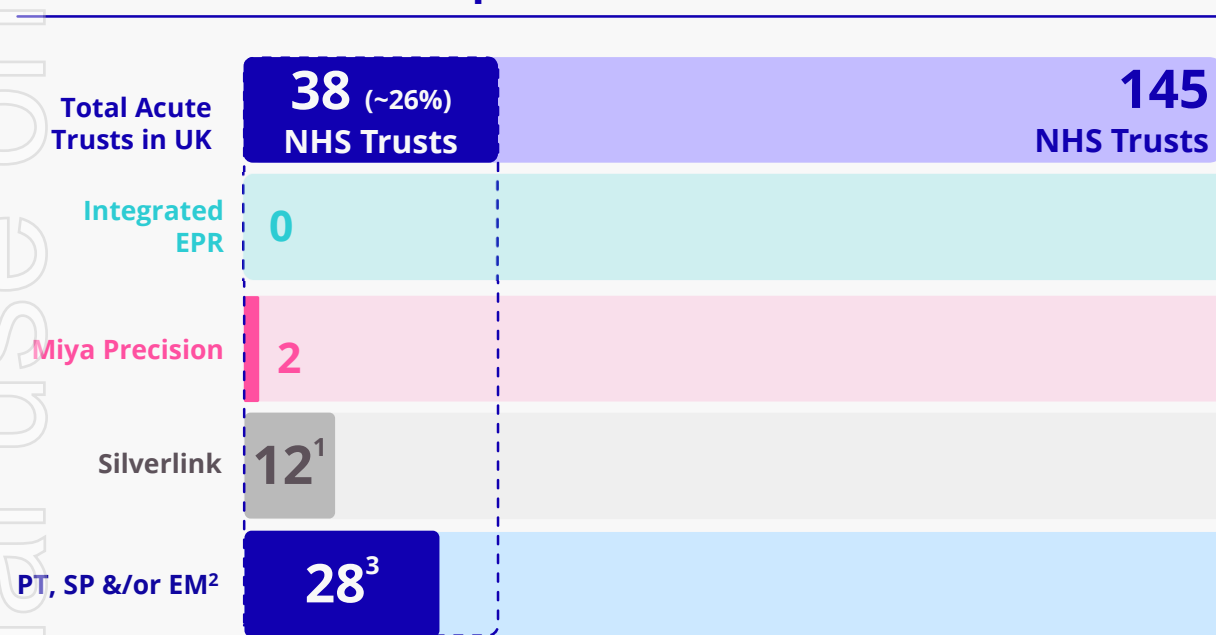 Total Acute
Trusts in UK
38 (~26%)
NHS Trusts
145
NHS Trusts
Integrated
EPR
0
Miya Precision
2
Silverlink
12¹
PT, SP &/or EM²
28³
use